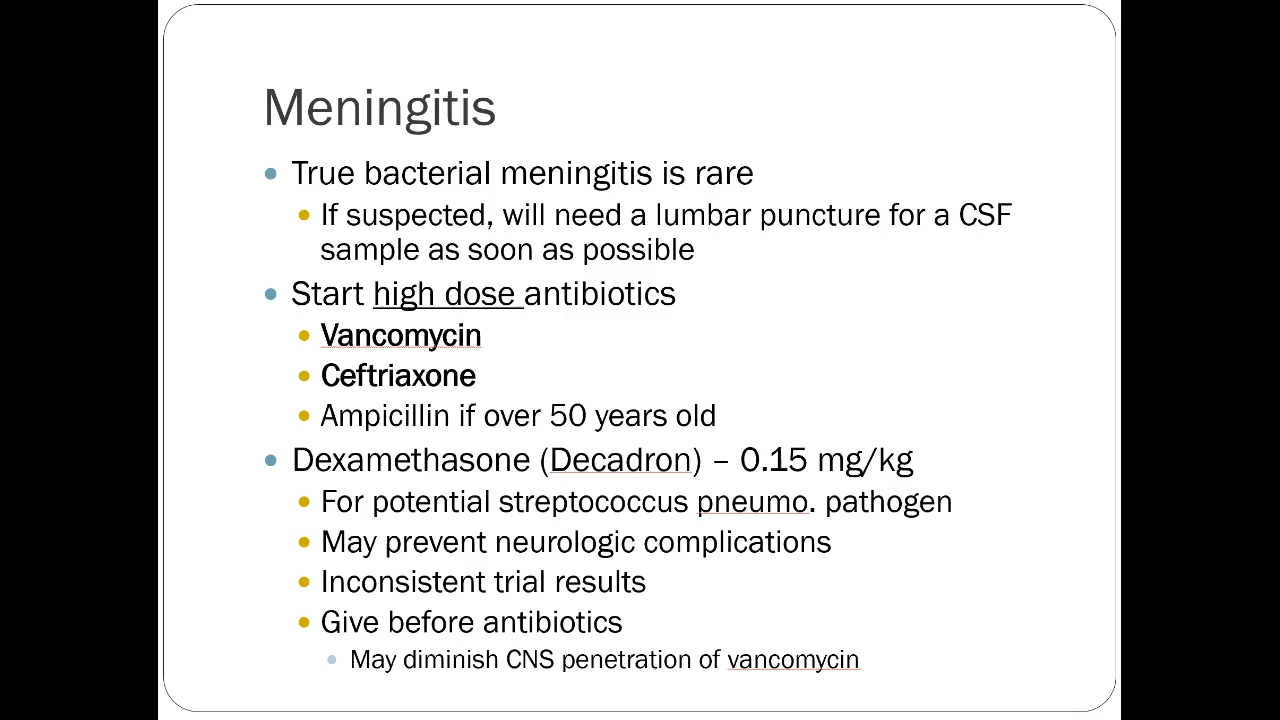 Meningitis
True bacterial meningitis is rare
If suspected, will need a lumbar puncture for a CSF
sample as soon as possible
Start high dose antibiotics
Vancomycin
Ceftriaxone
Ampicillin if over 50 years old
Dexamethasone (Decadron) – 0.15 mg/kg
For potential streptococcus pneumo. pathogen
May prevent neurologic complications
Inconsistent trial results
Give before antibiotics
May diminish CNS penetration of vancomycin